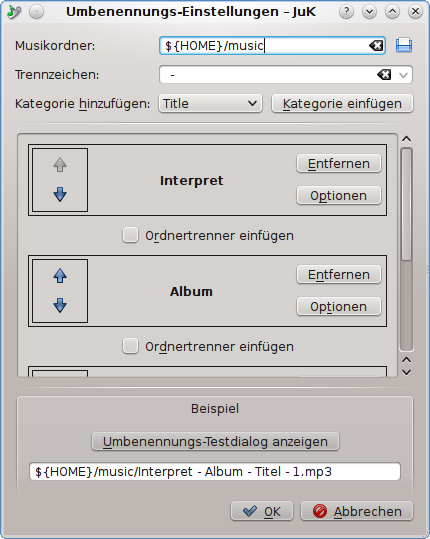 Umbenennungs-Einstellungen – JuK
Musikordner: ${HOME}/music
Trennzeichen: -
Kategorie hinzufügen: Title Kategorie einfügen
Entfernen
Interpret
Optionen
Ordnertrenner einfügen
Entfernen
Album
Optionen
Ordnertrenner einfügen
Beispiel
Umbenennungs-Testdialog anzeigen
${HOME}/music/Interpret - Album - Titel - 1.mp3
OK Abbrechen